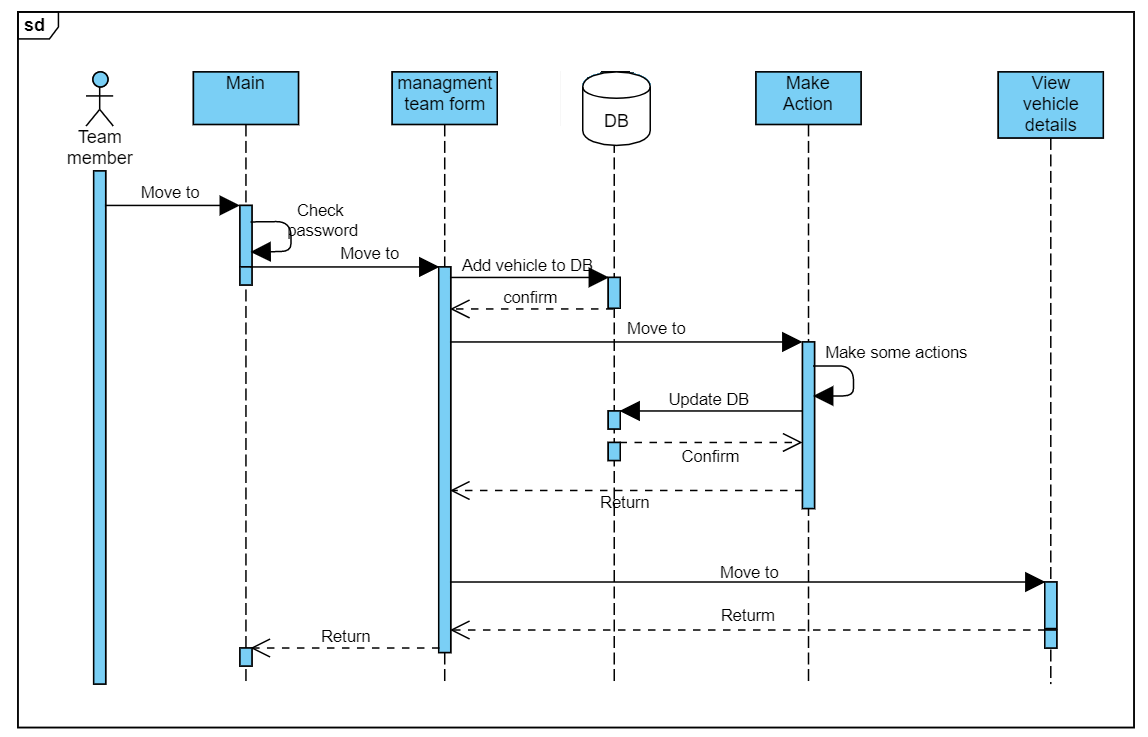 sd
Team
member
Main
managment
team form
DB
Make
Action
View
vehicle
details
Move to
Check
password
Move to
Add vehicle to DB
confirm
Move to
Make some actions
Update DB
Confirm
Return
Move to
Returm
Return